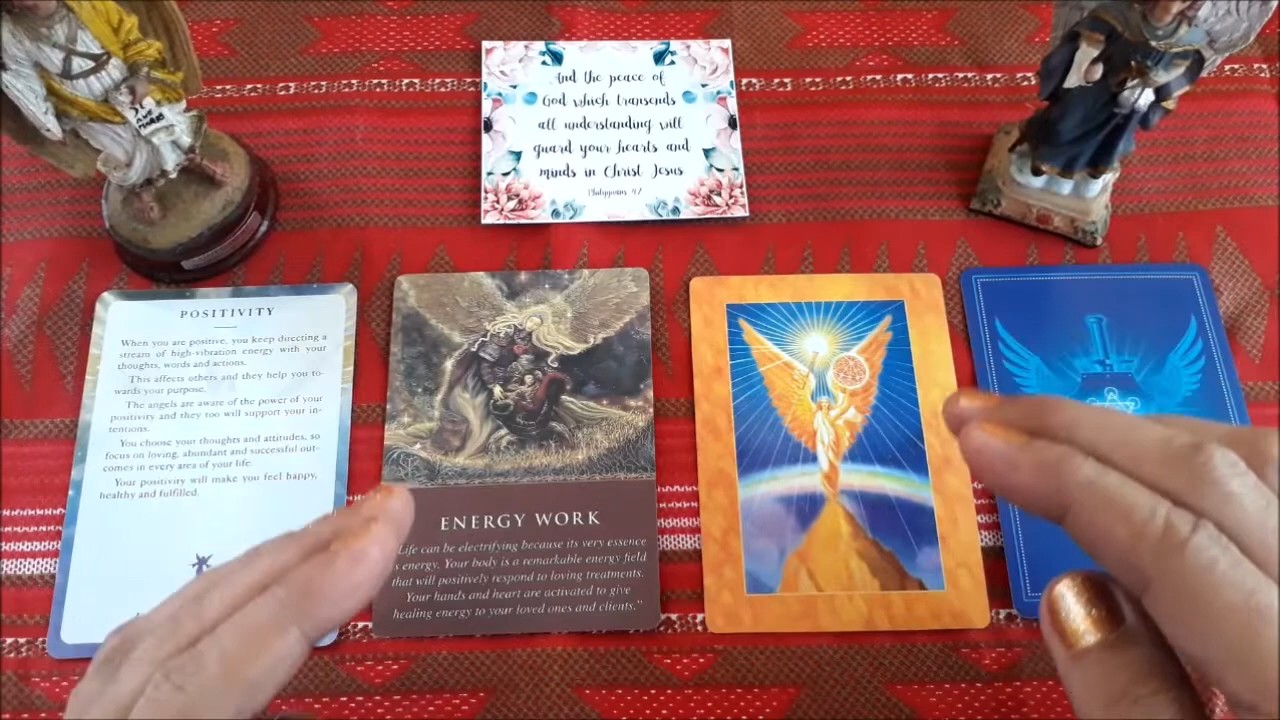 And the peace of
God which transends
all understanding will
guard your hearts and
minds in Christ Jesus
Philippians 4:7
AVE
MARIA
POSITIVITY
When you are positive, you keep directing a
stream of high-vibration energy with your
thoughts, words and actions.
This affects others and they help you to-
wards your purpose.
The angels are aware of the power of your
positivity and they too will support your in-
tentions.
You choose your thoughts and attitudes, so
focus on loving, abundant and successful out-
comes in every area of your life.
Your positivity will make you feel happy,
healthy and fulfilled.
ENERGY WORK
Life can be electrifying because its very essence
is energy. Your body is a remarkable energy field
that will positively respond to loving treatments.
Your hands and heart are activated to give
healing energy to your loved ones and clients."